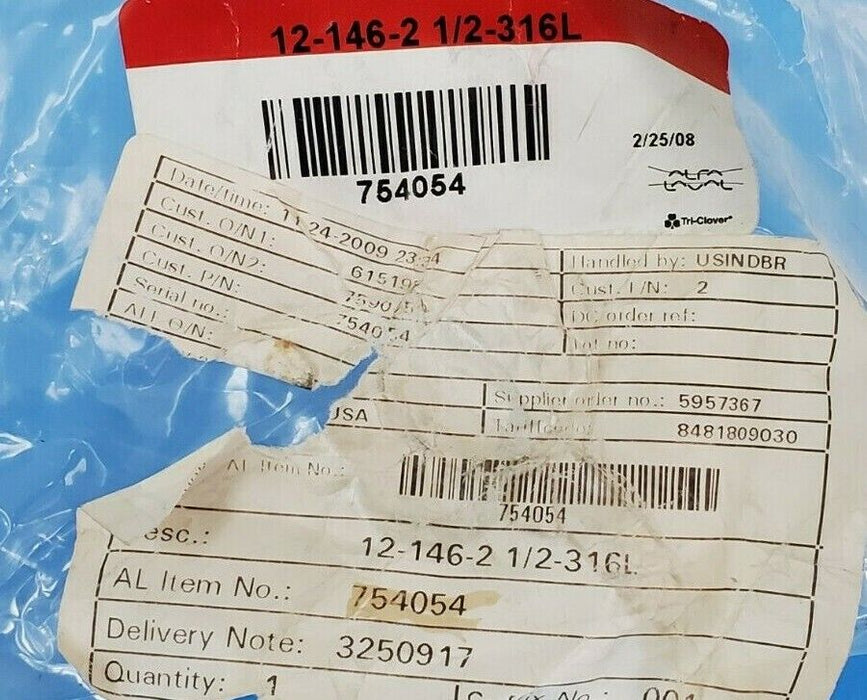 12-146-2 1/2-316L
754054
2/25/08
ALFA
LAVAL
Tri-Clover®
Date/time: 11-24-2009
Handled by: USINDBR
Cust. O/N1: 61519
Cust. I/N: 2
Cust. O/N2:
DC order ref:
Cust. P/N: 754054
Lot no:
Serial no.:
Supplier order no.: 5957367
USA
8481809030
AL Item No.:
754054
esc.: 12-146-2 1/2-316L
AL Item No.: 754054
Delivery Note: 3250917
Quantity: 1